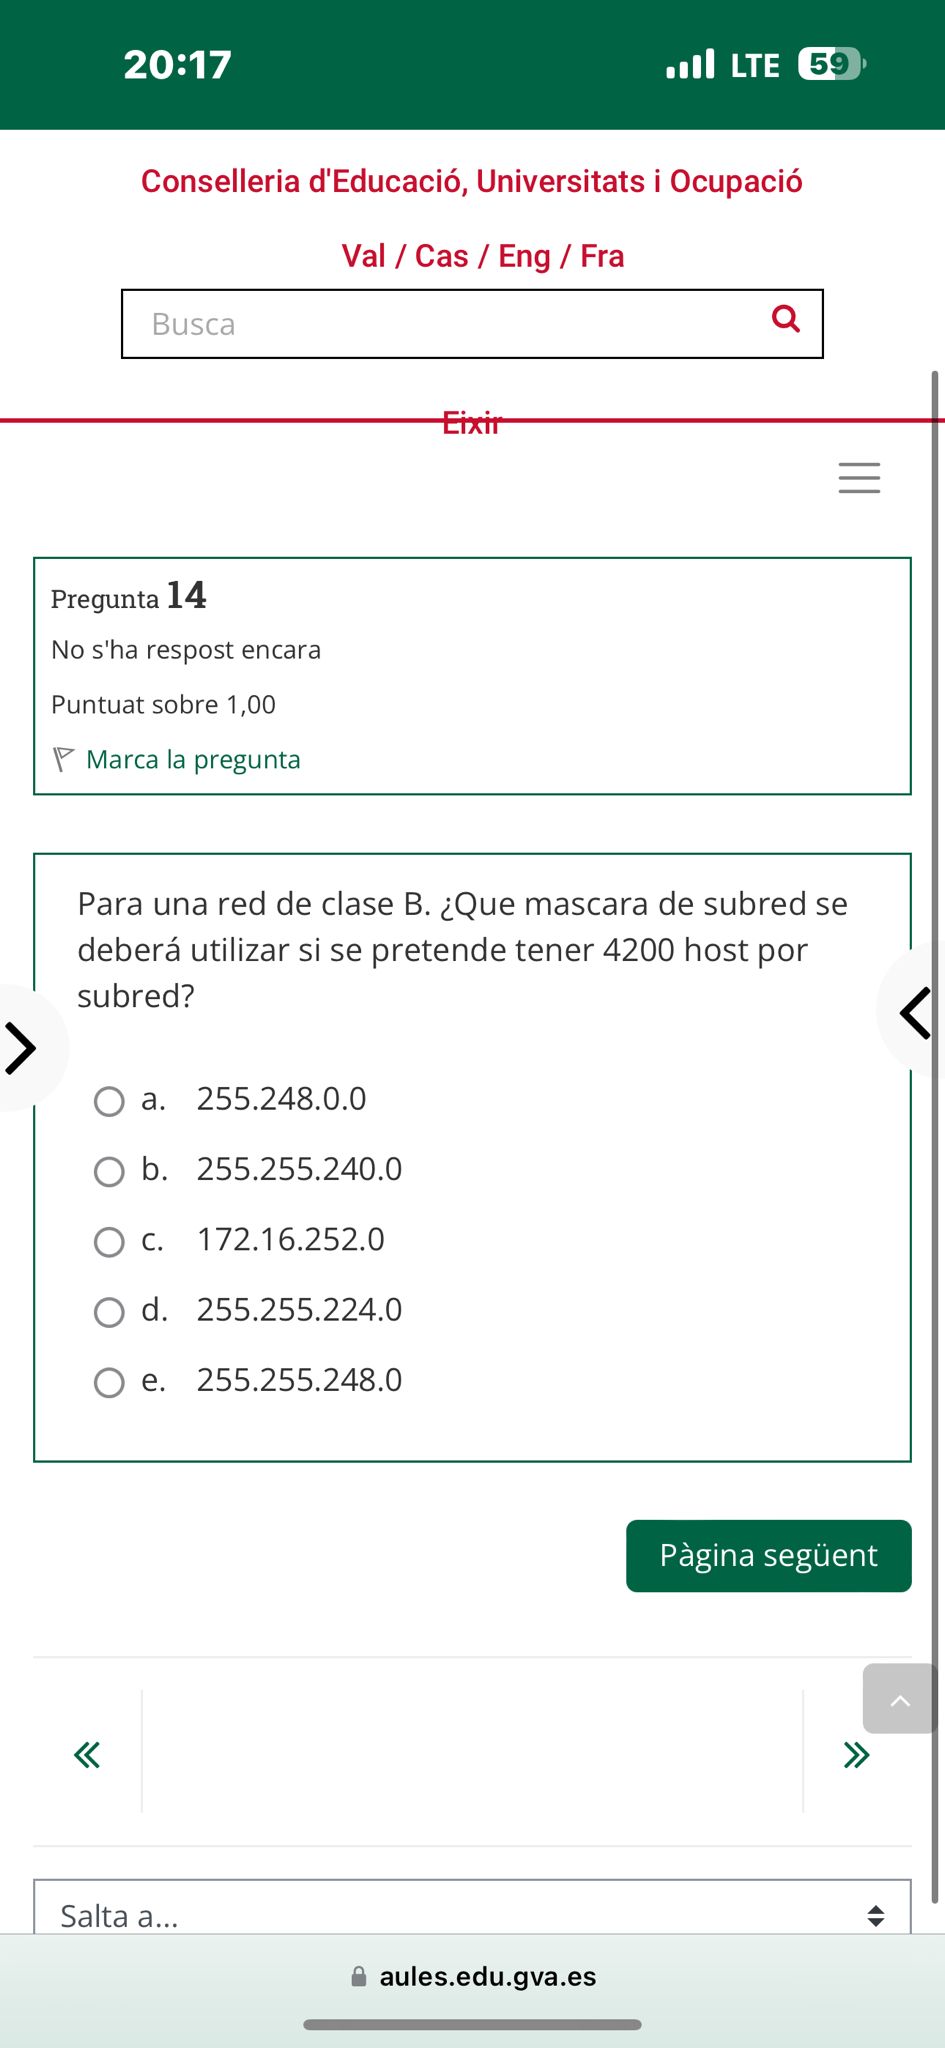 20:17
LTE
59
Conselleria d'Educació, Universitats i Ocupació
Val / Cas / Eng / Fra
Busca
Eixir
Pregunta 14
No s'ha respost encara
Puntuat sobre 1,00
Marca la pregunta
Para una red de clase B. ¿Que mascara de subred se
deberá utilizar si se pretende tener 4200 host por
subred?
a. 255.248.0.0
b. 255.255.240.0
c. 172.16.252.0
d. 255.255.224.0
e. 255.255.248.0
Pàgina següent
Salta a...
aules.edu.gva.es